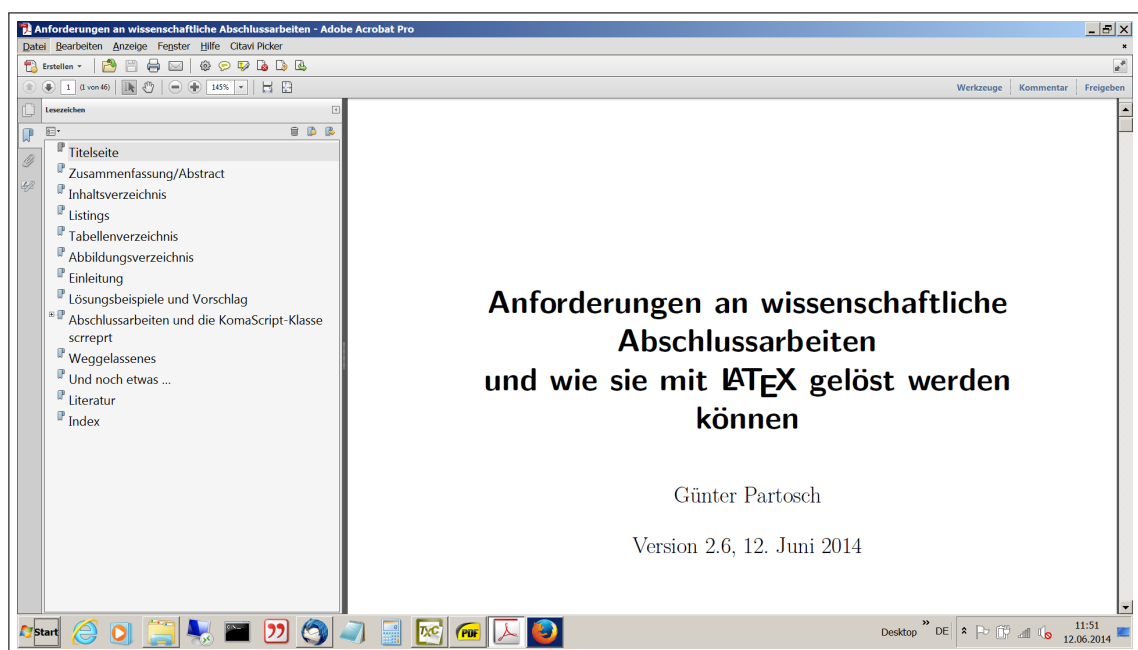 Anforderungen an wissenschaftliche Abschlussarbeiten - Adobe Acrobat Pro
Datei Bearbeiten Anzeige Fenster Hilfe Citavi Picker
Erstellen
1 (1 von 46) 145% Werkzeuge Kommentar Freigeben
Lesezeichen
Titelseite
Zusammenfassung/Abstract
Inhaltsverzeichnis
Listings
Tabellenverzeichnis
Abbildungsverzeichnis
Einleitung
Lösungsbeispiele und Vorschlag
Abschlussarbeiten und die KomaScript-Klasse
scrreprt
Weggelassenes
Und noch etwas ...
Literatur
Index
Anforderungen an wissenschaftliche
Abschlussarbeiten
und wie sie mit LATEX gelöst werden
können
Günter Partosch
Version 2.6, 12. Juni 2014
Start TXC PDF Desktop » DE 11:51
12.06.2014